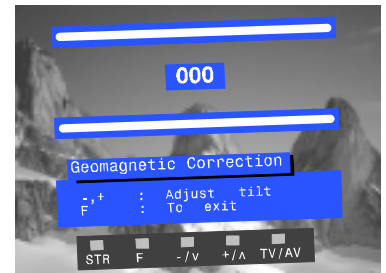 000
Geomagnetic Correction
-,+ : Adjust tilt
F : To exit
STR F -/v +/ʌ TV/AV